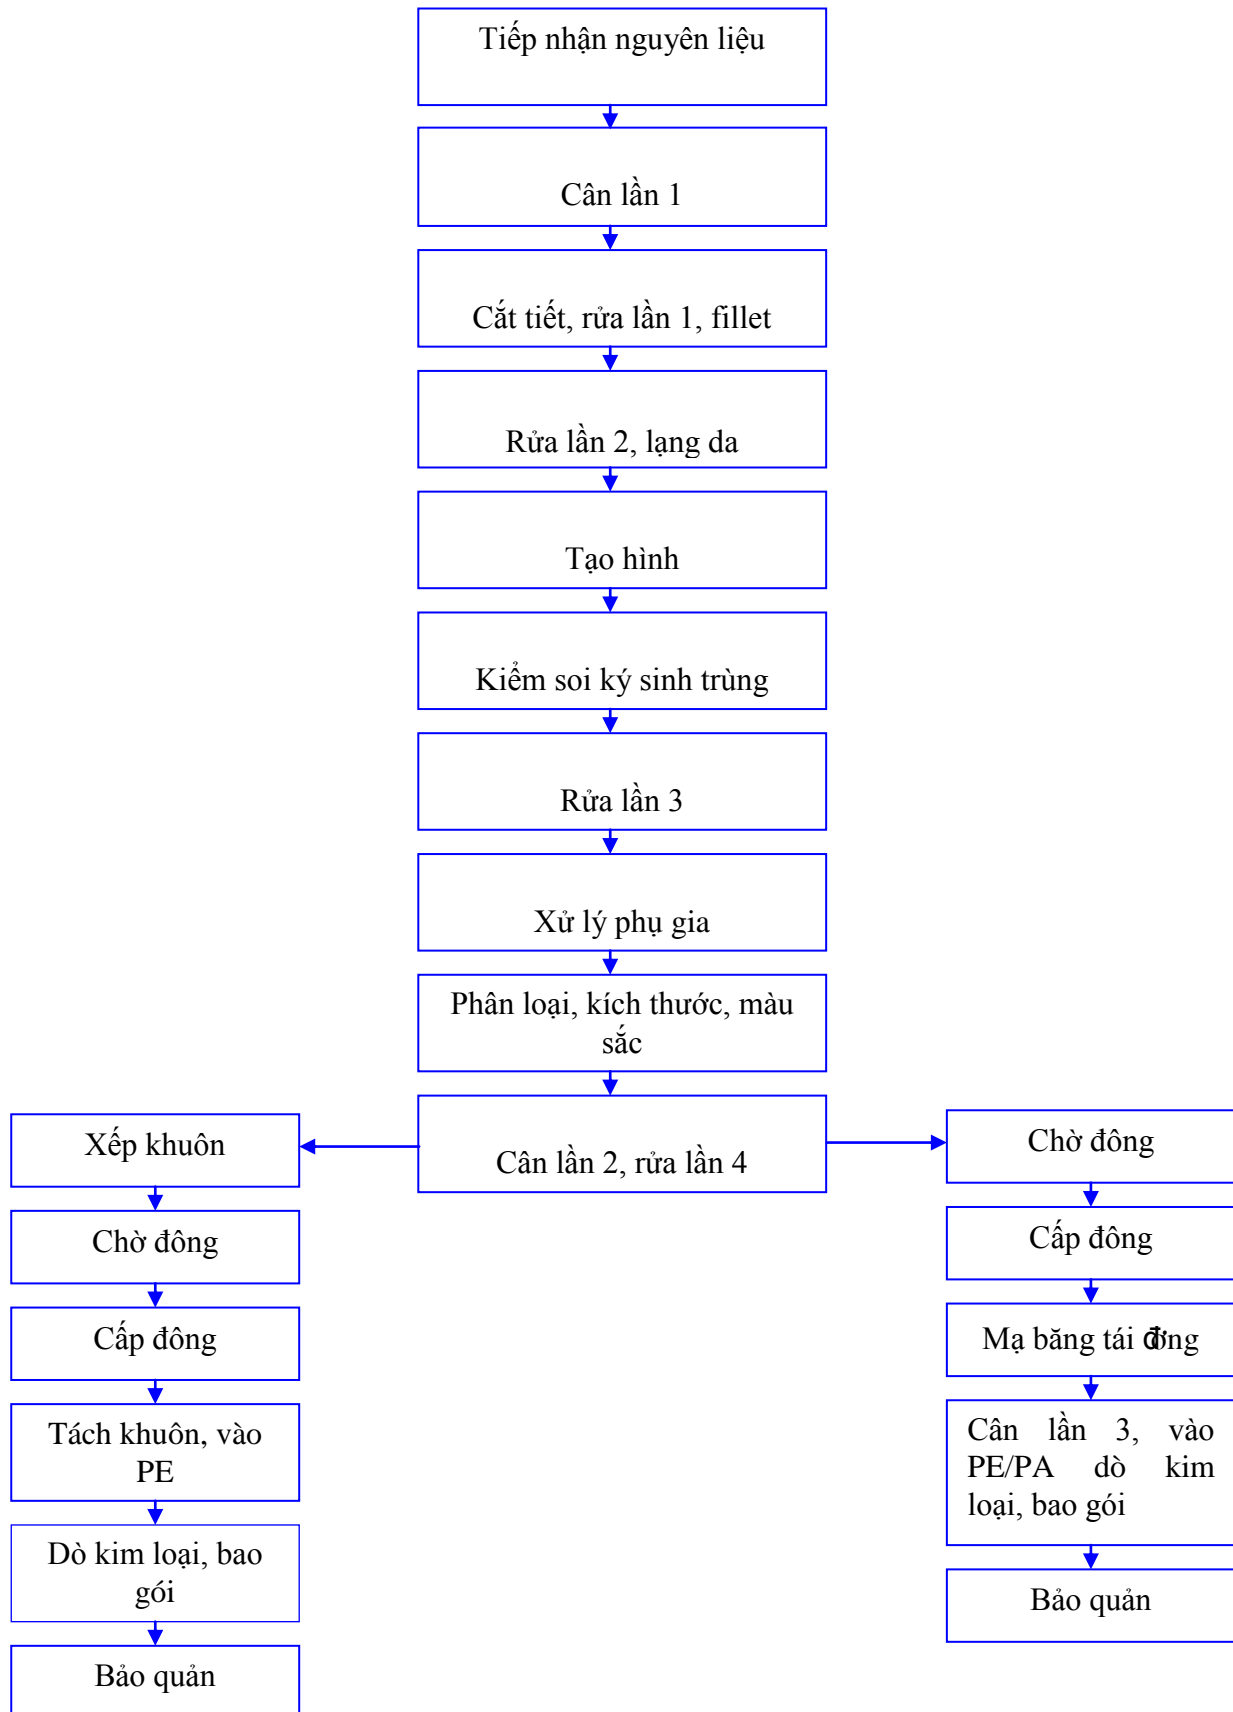 Tiếp nhận nguyên liệu
Cân lần 1
Cắt tiết, rửa lần 1, fillet
Rửa lần 2, lạng da
Tạo hình
Kiểm soi ký sinh trùng
Rửa lần 3
Xử lý phụ gia
Phân loại, kích thước, màu
sắc
Cân lần 2, rửa lần 4
Xếp khuôn
Chờ đông
Cấp đông
Tách khuôn, vào
PE
Dò kim loại, bao
gói
Bảo quản
Chờ đông
Cấp đông
Mạ băng tái
Cân lần 3, vào
PE/PA dò kim
loại, bao gói
Bảo quản